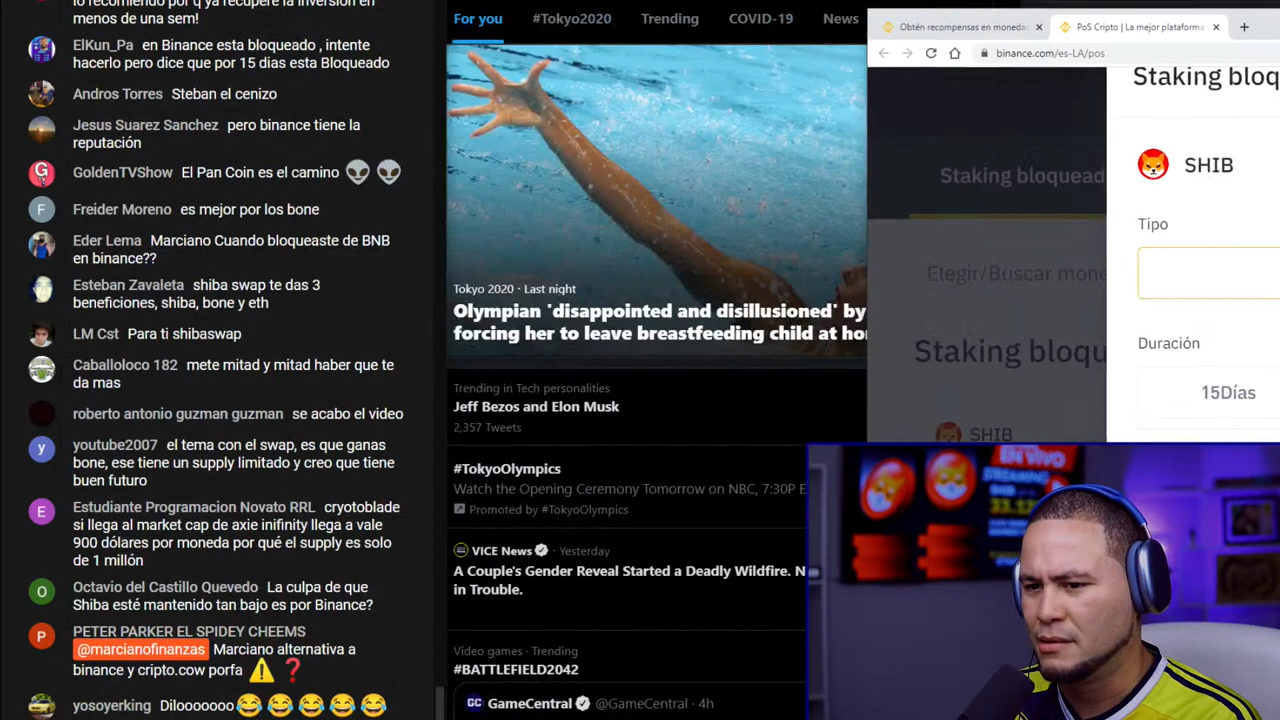 lo recomiendo por q ya recuperé la inversión en
menos de una sem!
ElKun_Pa en Binance esta bloqueado , intente
hacerlo pero dice que por 15 dias esta Bloqueado
Andros Torres Steban el cenizo
Jesus Suarez Sanchez pero binance tiene la
reputación
GoldenTVShow El Pan Coin es el camino 👽 👽
Freider Moreno es mejor por los bone
Eder Lema Marciano Cuando bloqueaste de BNB
en binance??
Esteban Zavaleta shiba swap te das 3
beneficiones, shiba, bone y eth
LM Cst Para ti shibaswap
Caballoloco 182 mete mitad y mitad haber que te
da mas
roberto antonio guzman guzman se acabo el video
youtube2007 el tema con el swap es que ganas
bone, ese tiene un supply limitado y creo que tiene
buen futuro
Estudiante Programacion Novato RRL cryotoblade
si llega al market cap de axie inifinity llega a vale
900 dólares por moneda por qué el supply es solo
de 1 millón
Octavio del Castillo Quevedo La culpa de que
Shiba esté mantenido tan bajo es por Binance?
PETER PARKER EL SPIDEY CHEEMS
@marcianofinanzas Marciano alternativa a
binance y cripto.cow porfa ⚠️ ❓
yosoyrking Dilooooooo😂 😂 😂 😂 😂
For you #Tokyo2020 Trending COVID-19 News
Tokyo 2020 · Last night
Olympian 'disappointed and disillusioned' by
forcing her to leave breastfeeding child at ho
Trending in Tech personalities
Jeff Bezos and Elon Musk
2,357 Tweets
#TokyoOlympics
Watch the Opening Ceremony Tomorrow on NBC, 7:30P E
Promoted by #TokyoOlympics
VICE News · Yesterday
A Couple's Gender Reveal Started a Deadly Wildfire. N
in Trouble.
Video games · Trending
#BATTLEFIELD2042
GC GameCentral @GameCentral · 4h
Obtén recompensas en moneda
PoS Cripto | La mejor plataforma
binance.com/es-LA/pos
Staking bloq
Staking bloquead
SHIB
Tipo
Elegir/Buscar mone
Staking bloqu
Duración
15Días
SHIB
EN VIVO
SHIB